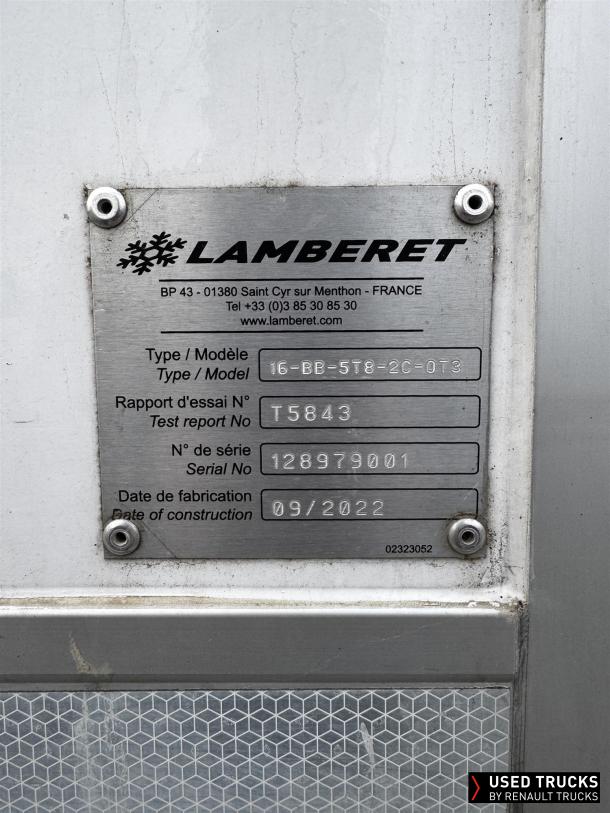 LAMBERET
BP 43 - 01380 Saint Cyr sur Menthon - FRANCE
Tel +33 (0)3 85 30 85 30
www.lamberet.com
Type / Modèle
Type / Model
16-BB-5T8-2C-0T3
Rapport d'essai N°
Test report No
T5843
N° de série
Serial No
128979001
Date de fabrication
Date of construction
09/2022
02323052
USED TRUCKS
BY RENAULT TRUCKS